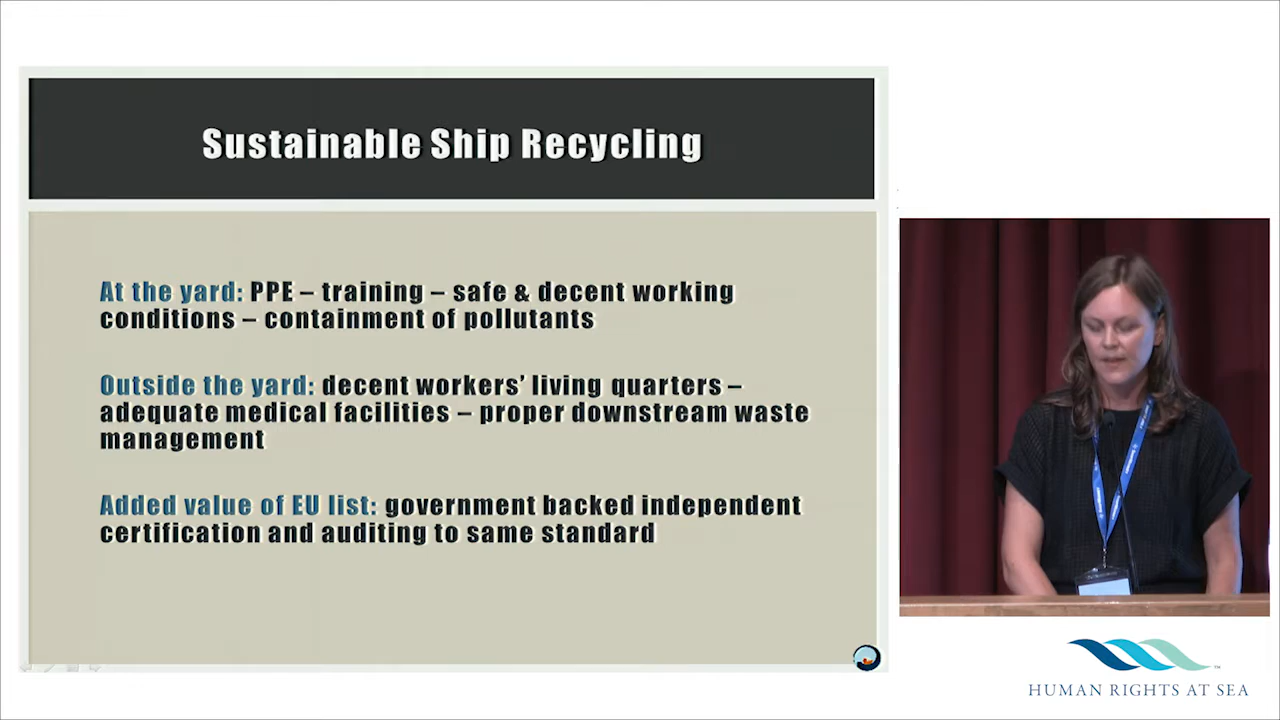 Sustainable Ship Recycling
At the yard: PPE – training – safe & decent working
conditions – containment of pollutants
Outside the yard: decent workers’ living quarters –
adequate medical facilities – proper downstream waste
management
Added value of EU list: government backed independent
certification and auditing to same standard
HUMAN RIGHTS AT SEA